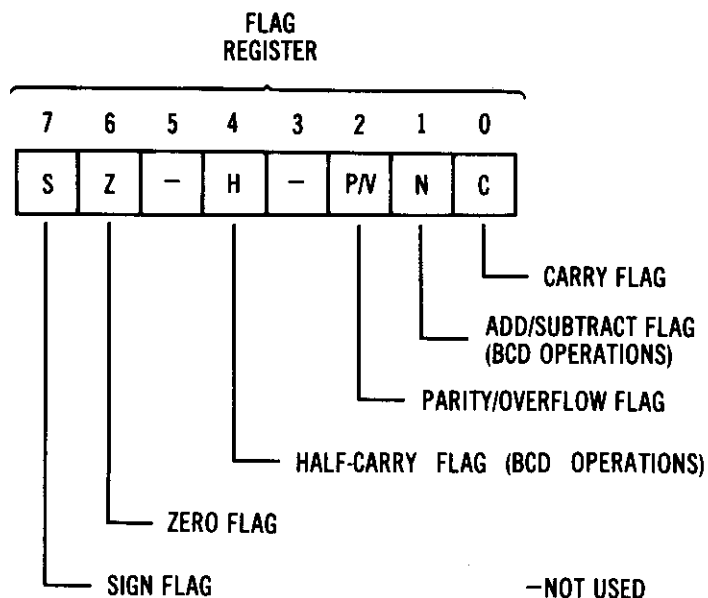 FLAG
REGISTER
7 6 5 4 3 2 1 0
S Z – H – P/V N C
CARRY FLAG
ADD/SUBTRACT FLAG
(BCD OPERATIONS)
PARITY/OVERFLOW FLAG
HALF-CARRY FLAG (BCD OPERATIONS)
ZERO FLAG
SIGN FLAG
–NOT USED